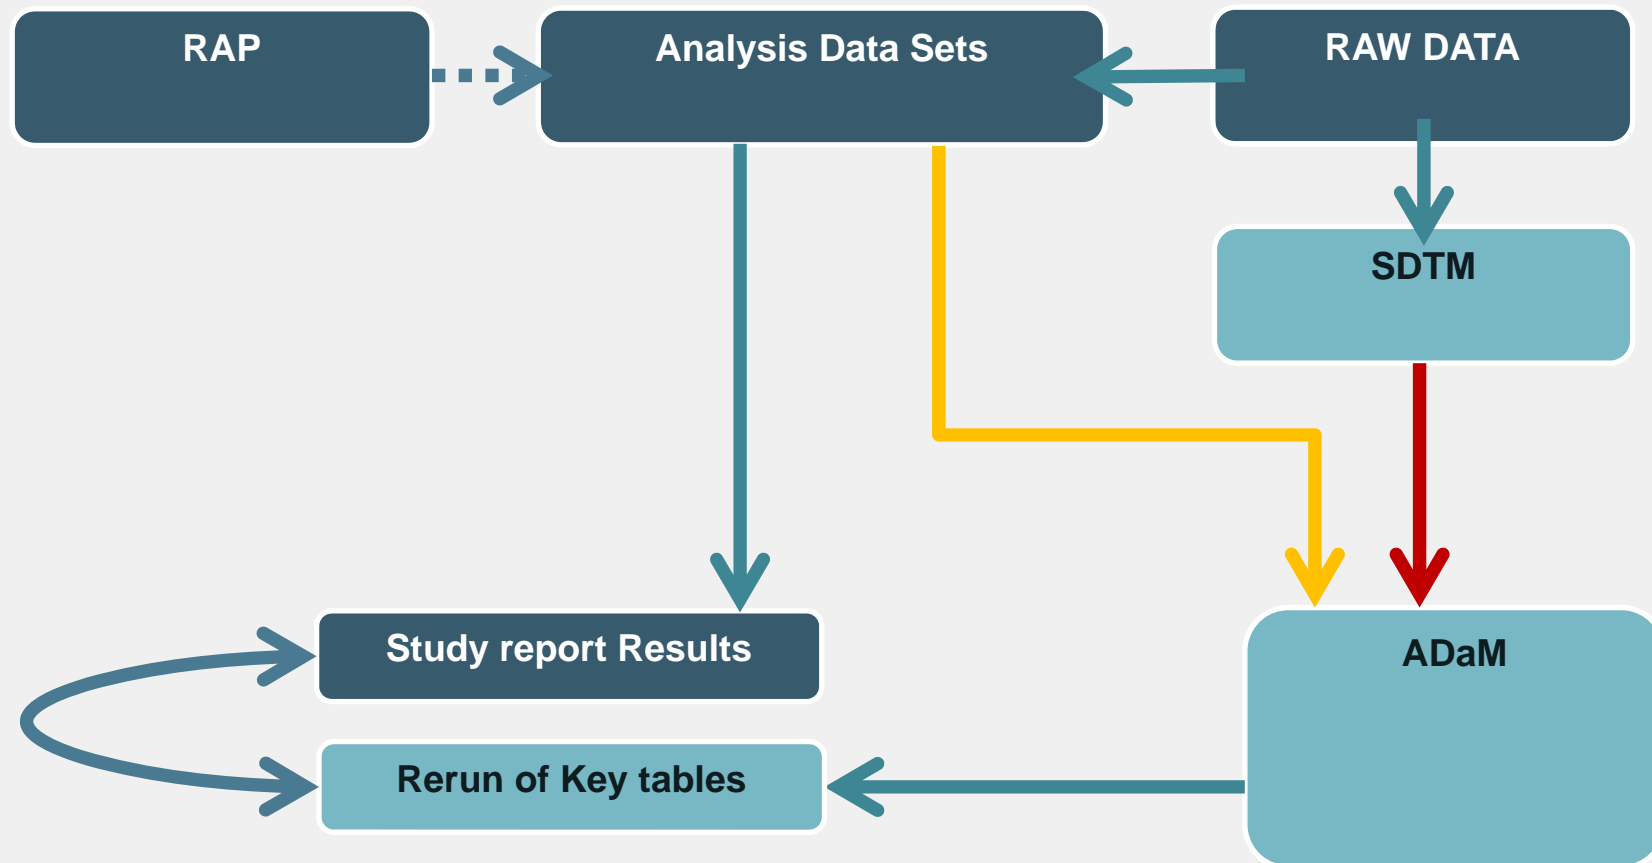 RAP
Analysis Data Sets
RAW DATA
SDTM
Study report Results
ADaM
Rerun of Key tables